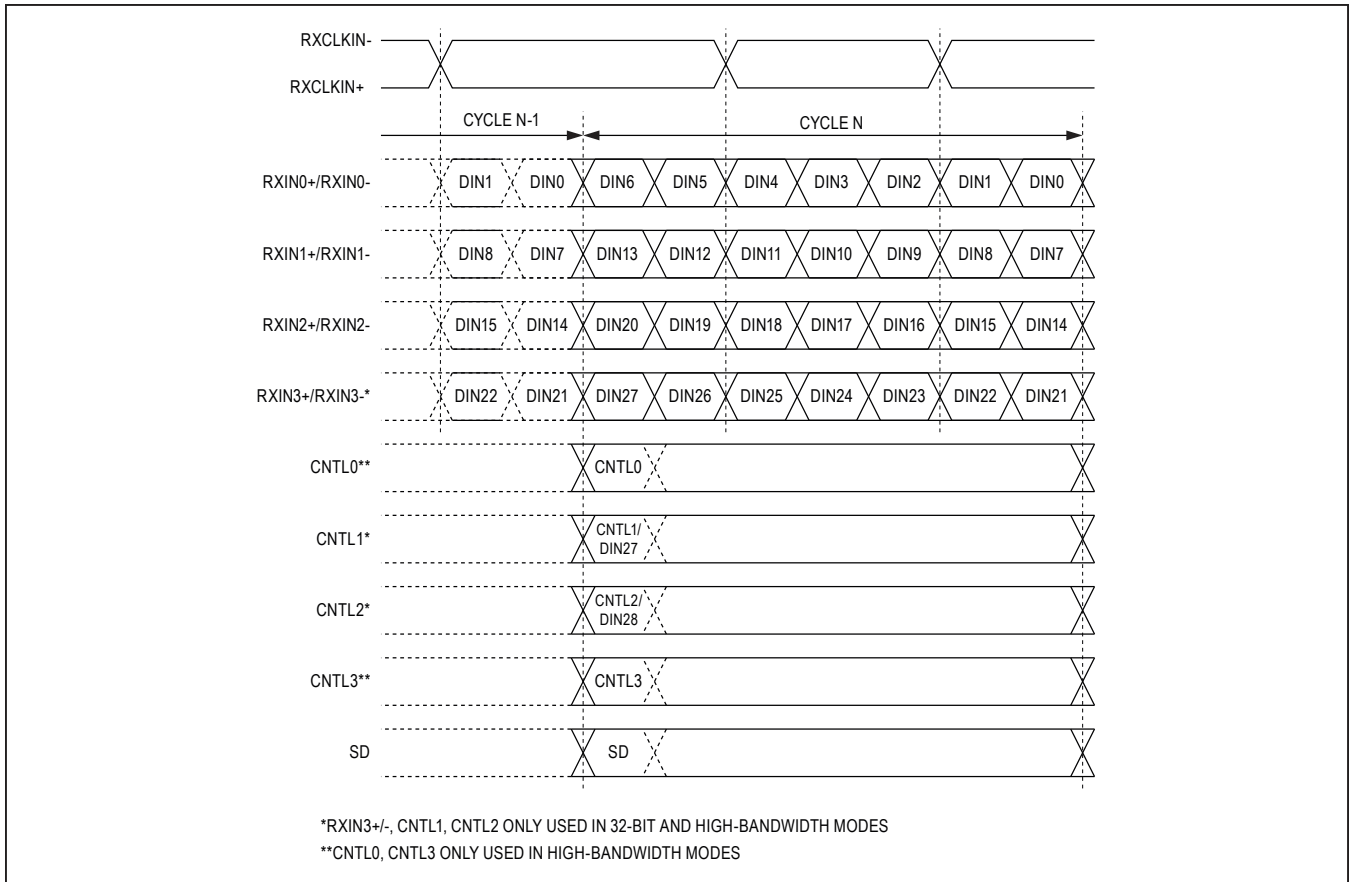 RXCLKIN-
RXCLKIN+
CYCLE N-1 CYCLE N
RXIN0+/RXIN0- DIN1 DIN0 DIN6 DIN5 DIN4 DIN3 DIN2 DIN1 DIN0
RXIN1+/RXIN1- DIN8 DIN7 DIN13 DIN12 DIN11 DIN10 DIN9 DIN8 DIN7
RXIN2+/RXIN2- DIN15 DIN14 DIN20 DIN19 DIN18 DIN17 DIN16 DIN15 DIN14
RXIN3+/RXIN3-* DIN22 DIN21 DIN27 DIN26 DIN25 DIN24 DIN23 DIN22 DIN21
CNTL0** CNTL0
CNTL1* CNTL1/
DIN27
CNTL2* CNTL2/
DIN28
CNTL3** CNTL3
SD SD
*RXIN3+/-, CNTL1, CNTL2 ONLY USED IN 32-BIT AND HIGH-BANDWIDTH MODES
**CNTL0, CNTL3 ONLY USED IN HIGH-BANDWIDTH MODES